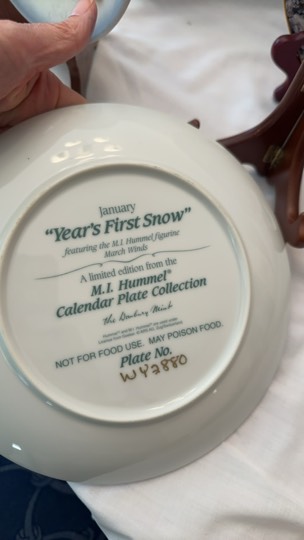 January
"Year's First Snow"
featuring the M.I. Hummel figurine
March Winds
A limited edition from the
M.I. Hummel®
Calendar Plate Collection
The Danbury Mint
NOT FOR FOOD USE. MAY POISON FOOD.
Plate No.
WY2880